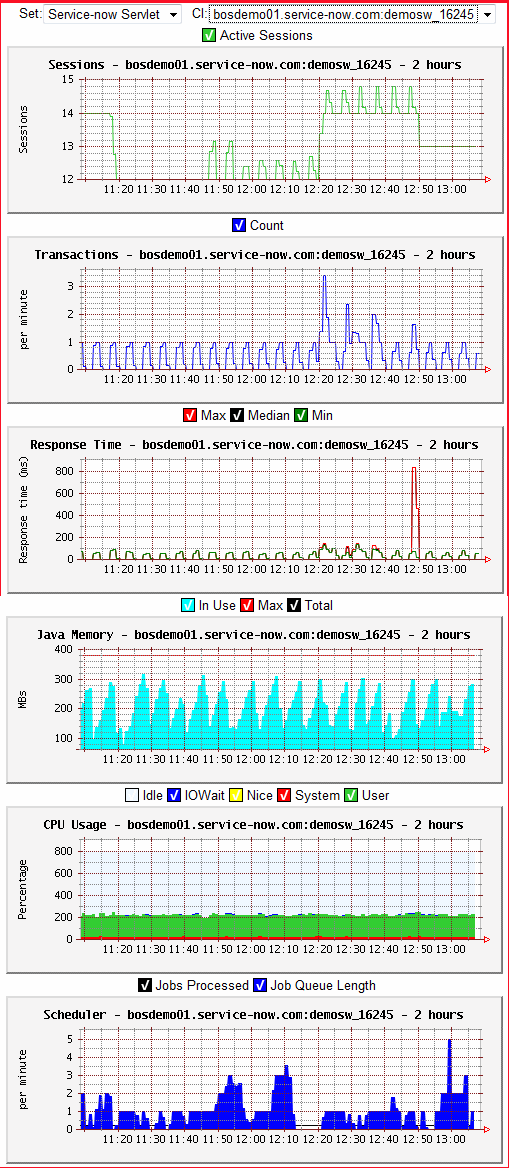 Set: Service-now Servlet CI: bosdemo01.service-now.com:demosw_16245
Active Sessions
Sessions - bosdemo01.service-now.com:demosw_16245 - 2 hours
Sessions
15
14
13
12
11:20 11:30 11:40 11:50 12:00 12:10 12:20 12:30 12:40 12:50 13:00
Count
Transactions - bosdemo01.service-now.com:demosw_16245 - 2 hours
per minute
3
2
1
0
11:20 11:30 11:40 11:50 12:00 12:10 12:20 12:30 12:40 12:50 13:00
Max Median Min
Response Time - bosdemo01.service-now.com:demosw_16245 - 2 hours
Response time (ms)
800
600
400
200
0
11:20 11:30 11:40 11:50 12:00 12:10 12:20 12:30 12:40 12:50 13:00
In Use Max Total
Java Memory - bosdemo01.service-now.com:demosw_16245 - 2 hours
MBs
400
300
200
100
11:20 11:30 11:40 11:50 12:00 12:10 12:20 12:30 12:40 12:50 13:00
Idle IOWait Nice System User
CPU Usage - bosdemo01.service-now.com:demosw_16245 - 2 hours
Percentage
800
600
400
200
0
11:20 11:30 11:40 11:50 12:00 12:10 12:20 12:30 12:40 12:50 13:00
Jobs Processed Job Queue Length
Scheduler - bosdemo01.service-now.com:demosw_16245 - 2 hours
per minute
5
4
3
2
1
0
11:20 11:30 11:40 11:50 12:00 12:10 12:20 12:30 12:40 12:50 13:00